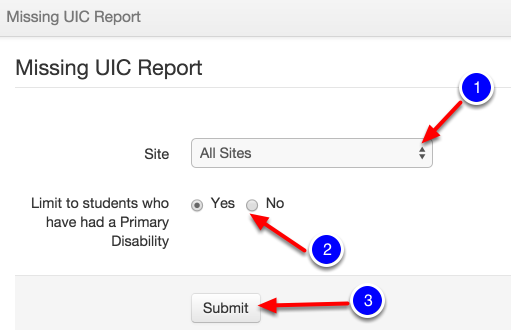 Missing UIC Report
Missing UIC Report
1
Site All Sites
Limit to students who Yes No
have had a Primary
Disability
2
Submit 3